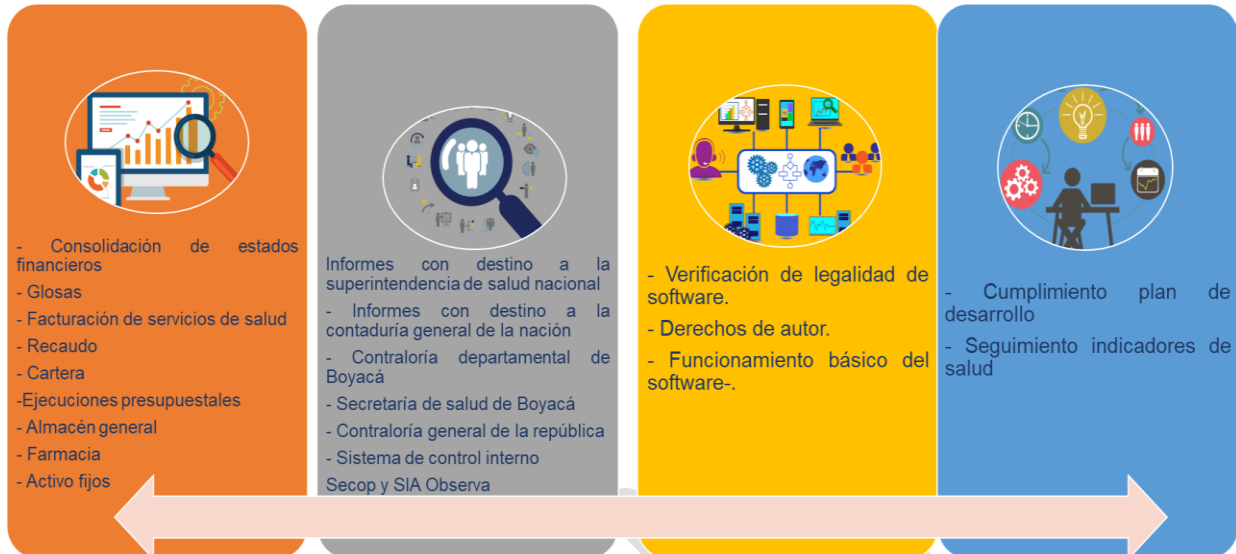 - Consolidación de estados
financieros
- Glosas
- Facturación de servicios de salud
- Recaudo
- Cartera
-Ejecuciones presupuestales
- Almacén general
- Farmacia
- Activo fijos
Informes con destino a la
superintendencia de salud nacional
- Informes con destino a la
contaduría general de la nación
- Contraloría departamental de
Boyacá
- Secretaría de salud de Boyacá
- Contraloría general de la república
- Sistema de control interno
Secop y SIA Observa
- Verificación de legalidad de
software.
- Derechos de autor.
- Funcionamiento básico del
software-.
- Cumplimiento plan de
desarrollo
- Seguimiento indicadores de
salud